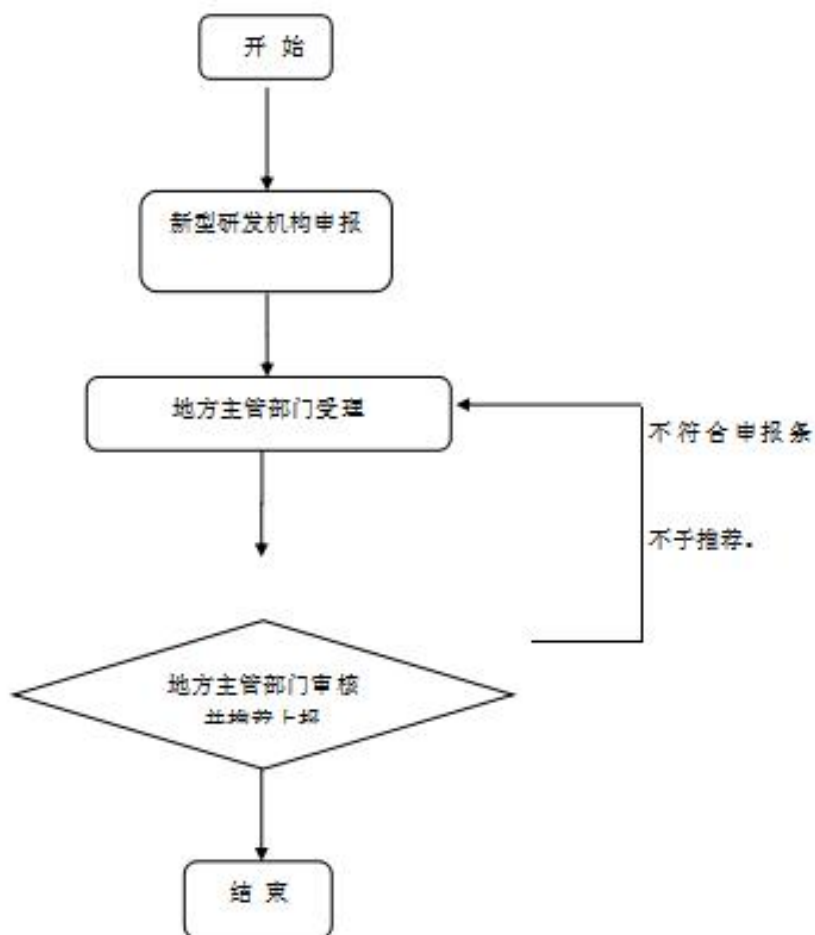 开 始
新型研发机构申报
地方主管部门受理
不符合申报条
不予推荐.
地方主管部门审核
并推荐上报
结 束